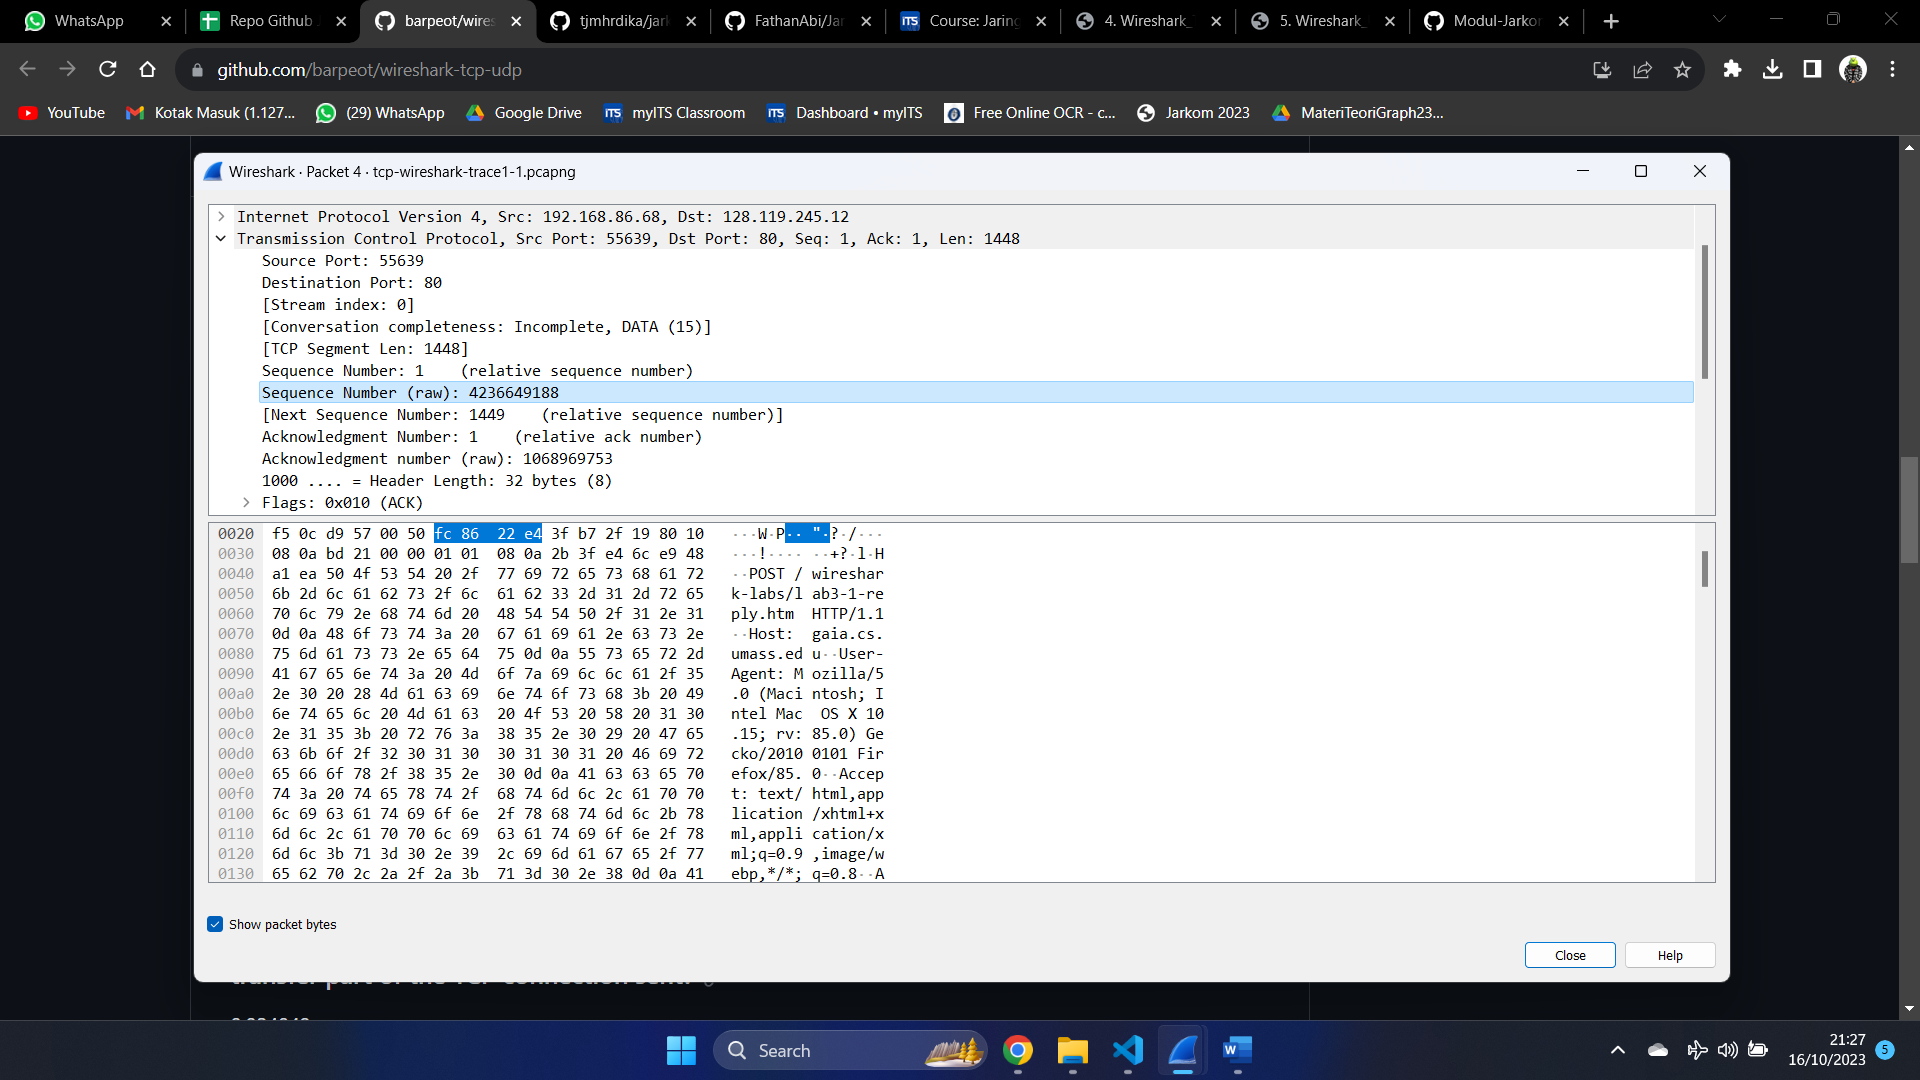 WhatsApp
Repo Github
barpeot/wires
tjmhrdika/jark
FathanAbi/Jar
Course: Jaring
4. Wireshark_
5. Wireshark_
Modul-Jarkor
github.com/barpeot/wireshark-tcp-udp
YouTube
Kotak Masuk (1.127...
(29) WhatsApp
Google Drive
ITS myITS Classroom
ITS Dashboard • myITS
Free Online OCR - c...
Jarkom 2023
MateriTeoriGraph23...
Wireshark · Packet 4 · tcp-wireshark-trace1-1.pcapng
Internet Protocol Version 4, Src: 192.168.86.68, Dst: 128.119.245.12
Transmission Control Protocol, Src Port: 55639, Dst Port: 80, Seq: 1, Ack: 1, Len: 1448
Source Port: 55639
Destination Port: 80
[Stream index: 0]
[Conversation completeness: Incomplete, DATA (15)]
[TCP Segment Len: 1448]
Sequence Number: 1    (relative sequence number)
Sequence Number (raw): 4236649188
[Next Sequence Number: 1449    (relative sequence number)]
Acknowledgment Number: 1    (relative ack number)
Acknowledgment number (raw): 1068969753
1000 .... = Header Length: 32 bytes (8)
Flags: 0x010 (ACK)
0020 f5 0c d9 57 00 50 fc 86 22 e4 3f b7 2f 19 80 10 ···W·P··"·?·/···
0030 08 0a bd 21 00 00 01 01 08 0a 2b 3f e4 6c e9 48 ···!···· ··+?·l·H
0040 a1 ea 50 4f 53 54 20 2f 77 69 72 65 73 68 61 72 ··POST / wireshar
0050 6b 2d 6c 61 62 73 2f 6c 61 62 33 2d 31 2d 72 65 k-labs/l ab3-1-re
0060 70 6c 79 2e 68 74 6d 20 48 54 54 50 2f 31 2e 31 ply.htm HTTP/1.1
0070 0d 0a 48 6f 73 74 3a 20 67 61 69 61 2e 63 73 2e ··Host: gaia.cs.
0080 75 6d 61 73 73 2e 65 64 75 0d 0a 55 73 65 72 2d umass.ed u··User-
0090 41 67 65 6e 74 3a 20 4d 6f 7a 69 6c 6c 61 2f 35 Agent: M ozilla/5
00a0 2e 30 20 28 4d 61 63 69 6e 74 6f 73 68 3b 20 49 .0 (Maci ntosh; I
00b0 6e 74 65 6c 20 4d 61 63 20 4f 53 20 58 20 31 30 ntel Mac OS X 10
00c0 2e 31 35 3b 20 72 76 3a 38 35 2e 30 29 20 47 65 .15; rv: 85.0) Ge
00d0 63 6b 6f 2f 32 30 31 30 30 31 30 31 20 46 69 72 cko/2010 0101 Fir
00e0 65 66 6f 78 2f 38 35 2e 30 0d 0a 41 63 63 65 70 efox/85. 0··Accep
00f0 74 3a 20 74 65 78 74 2f 68 74 6d 6c 2c 61 70 70 t: text/ html,app
0100 6c 69 63 61 74 69 6f 6e 2f 78 68 74 6d 6c 2b 78 lication /xhtml+x
0110 6d 6c 2c 61 70 70 6c 69 63 61 74 69 6f 6e 2f 78 ml,appli cation/x
0120 6d 6c 3b 71 3d 30 2e 39 2c 69 6d 61 67 65 2f 77 ml;q=0.9 ,image/w
0130 65 62 70 2c 2a 2f 2a 3b 71 3d 30 2e 38 0d 0a 41 ebp,*/*; q=0.8··A
Show packet bytes
Close
Help
Search
21:27
16/10/2023
5